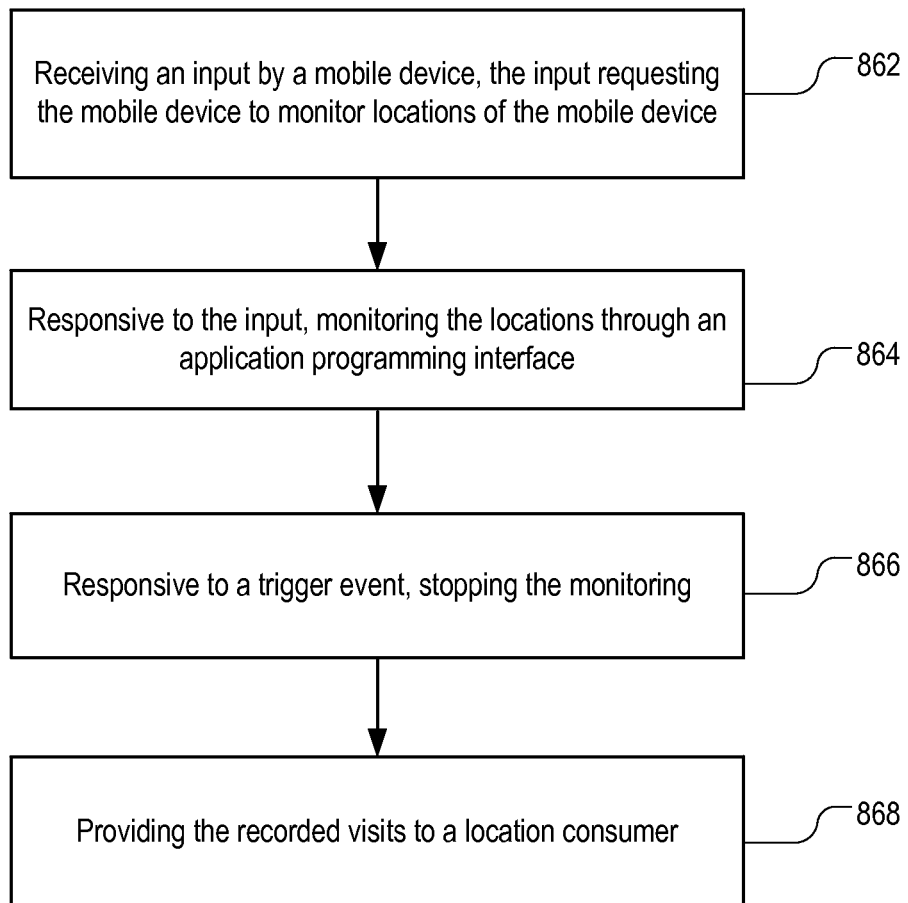 Receiving an input by a mobile device, the input requesting
the mobile device to monitor locations of the mobile device
862
Responsive to the input, monitoring the locations through an
application programming interface
864
Responsive to a trigger event, stopping the monitoring
866
Providing the recorded visits to a location consumer
868